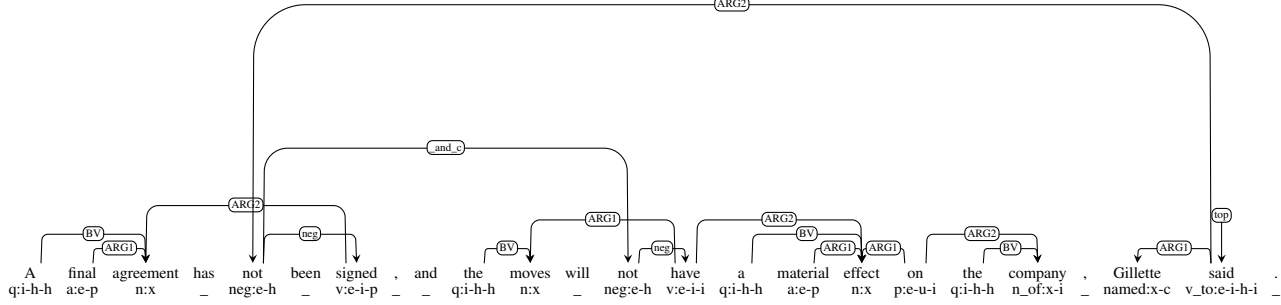 ARG2
_and_c
ARG2 top
ARG1 ARG2
BV neg BV ARG2
ARG1 BV neg ARG1 ARG1 BV ARG1
A final agreement has not been signed , and the moves will not have a material effect on the company , Gillette said .
q:i-h-h a:e-p n:x _ neg:e-h _ v:e-i-p _ _ q:i-h-h n:x _ neg:e-h v:e-i-i q:i-h-h a:e-p n:x p:e-u-i q:i-h-h n_of:x-i _ named:x-c v_to:e-i-h-i _